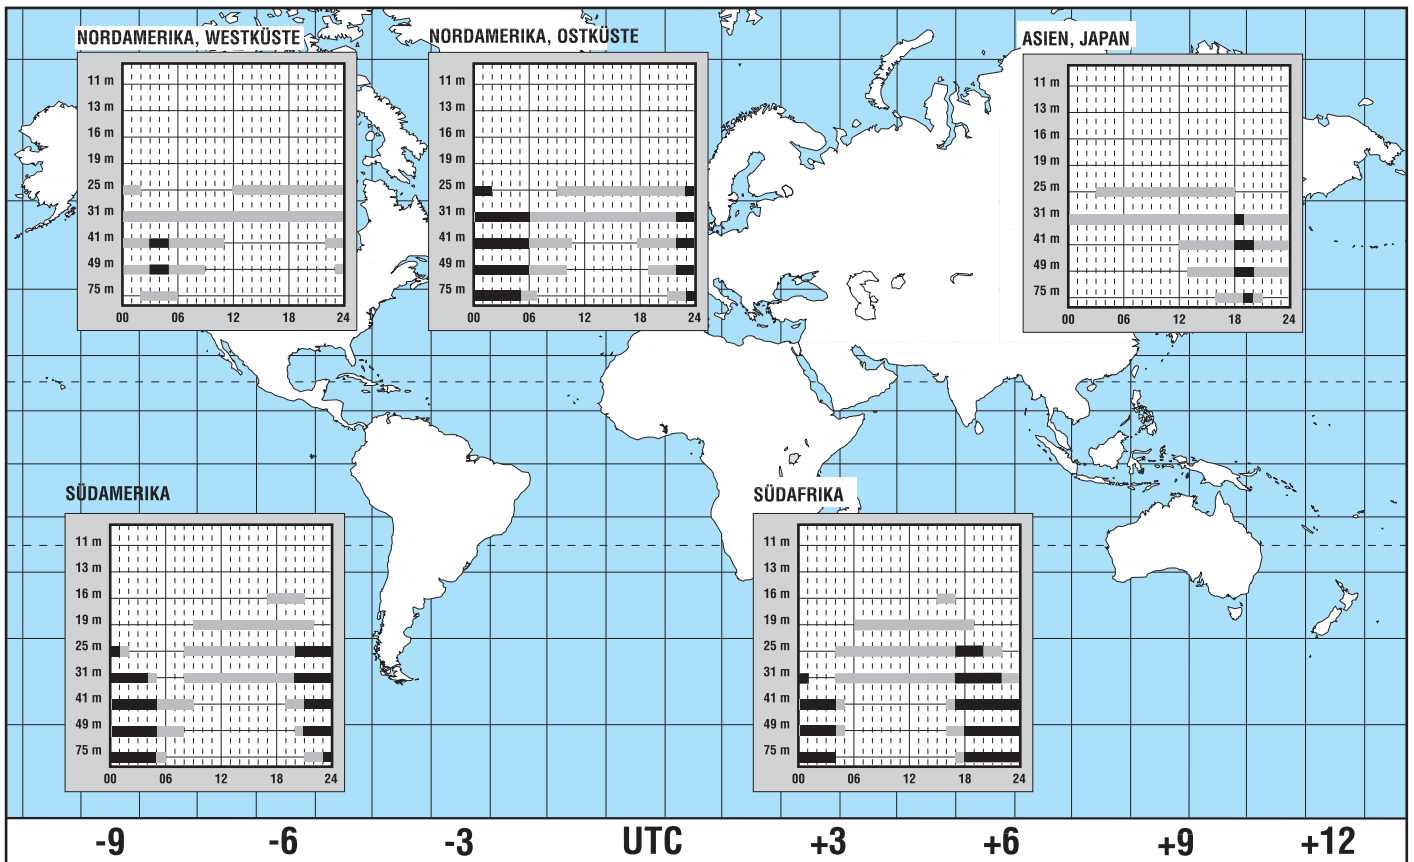 NORDAMERIKA, WESTKÜSTE
11 m
13 m
16 m
19 m
25 m
31 m
41 m
49 m
75 m
00 06 12 18 24
NORDAMERIKA, OSTKÜSTE
11 m
13 m
16 m
19 m
25 m
31 m
41 m
49 m
75 m
00 06 12 18 24
ASIEN, JAPAN
11 m
13 m
16 m
19 m
25 m
31 m
41 m
49 m
75 m
00 06 12 18 24
SÜDAMERIKA
11 m
13 m
16 m
19 m
25 m
31 m
41 m
49 m
75 m
00 06 12 18 24
SÜDAFRIKA
11 m
13 m
16 m
19 m
25 m
31 m
41 m
49 m
75 m
00 06 12 18 24
-9 -6 -3 UTC +3 +6 +9 +12